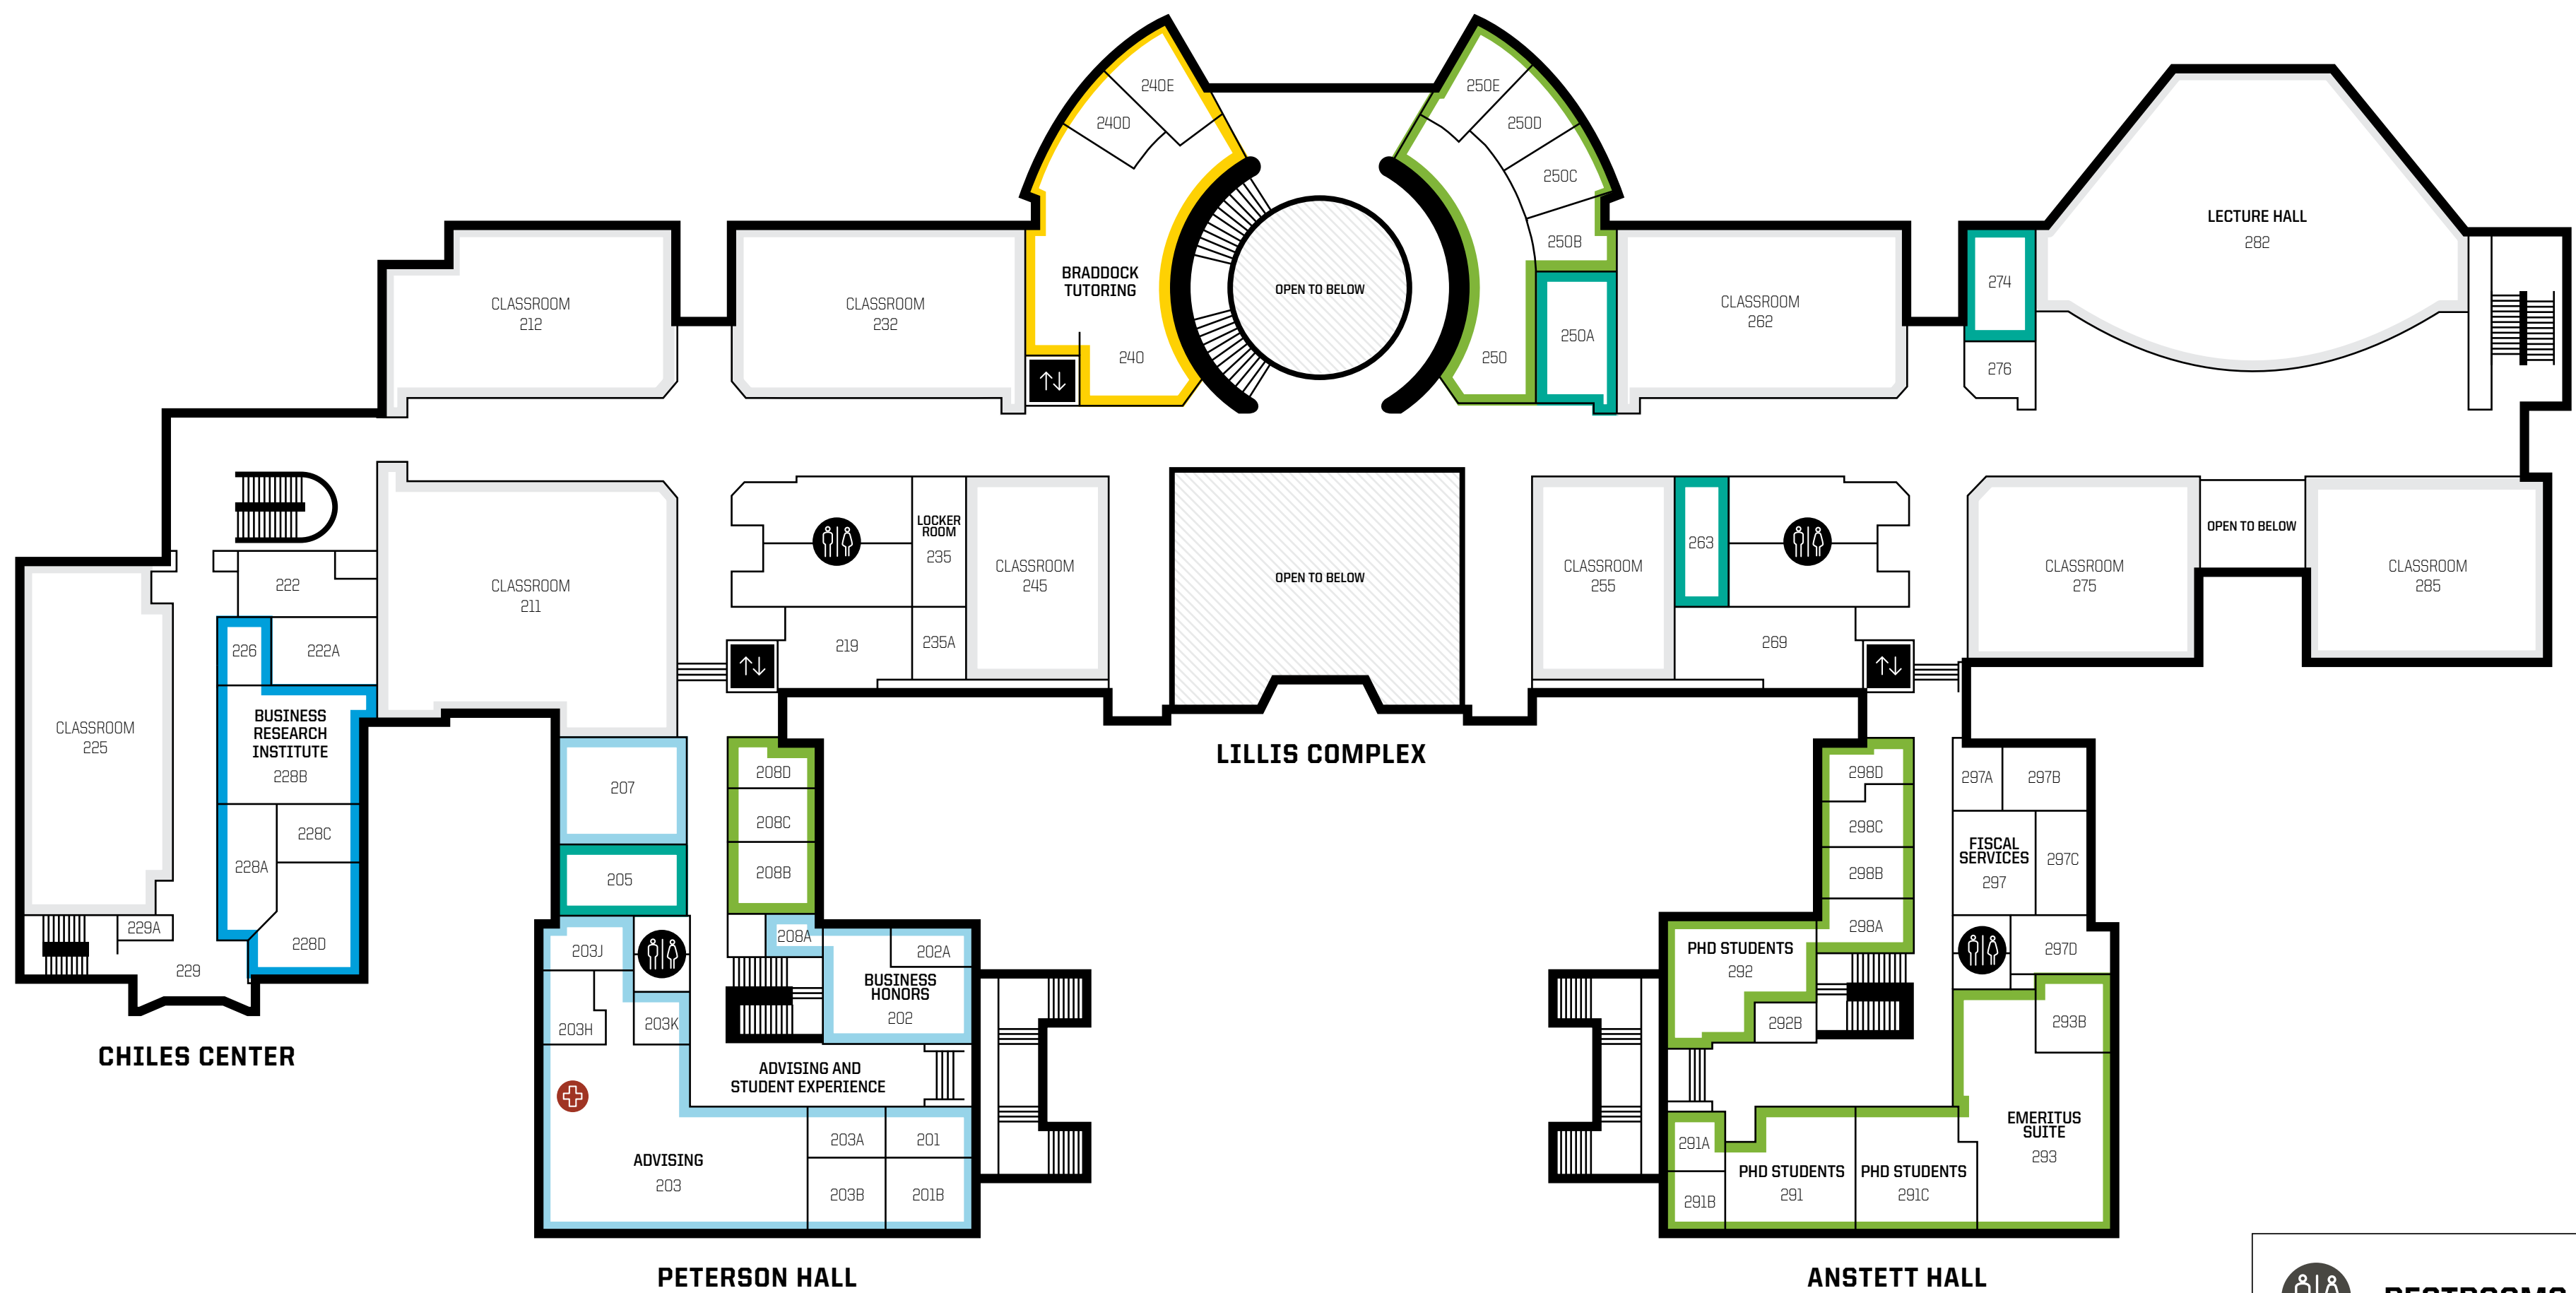 240E
240D
BRADDOCK
TUTORING
240
250E
250D
250C
250B
250A
250
OPEN TO BELOW
LECTURE HALL
282
CLASSROOM
212
CLASSROOM
232
CLASSROOM
262
274
276
222
222A
226
CLASSROOM
211
LOCKER
ROOM
235
235A
219
CLASSROOM
245
OPEN TO BELOW
CLASSROOM
255
263
269
CLASSROOM
275
OPEN TO BELOW
CLASSROOM
285
CLASSROOM
225
BUSINESS
RESEARCH
INSTITUTE
228B
228C
228A
228D
229A
229
CHILES CENTER
LILLIS COMPLEX
207
205
208D
208C
208B
208A
203J
203H
203K
202A
BUSINESS
HONORS
202
ADVISING AND
STUDENT EXPERIENCE
ADVISING
203
203A
201
203B
201B
PETERSON HALL
298D
298C
298B
298A
297A
297B
FISCAL
SERVICES
297
297C
297D
PHD STUDENTS
292
292B
293B
EMERITUS
SUITE
293
291A
291B
PHD STUDENTS
291
PHD STUDENTS
291C
ANSTETT HALL
RESTROOMS